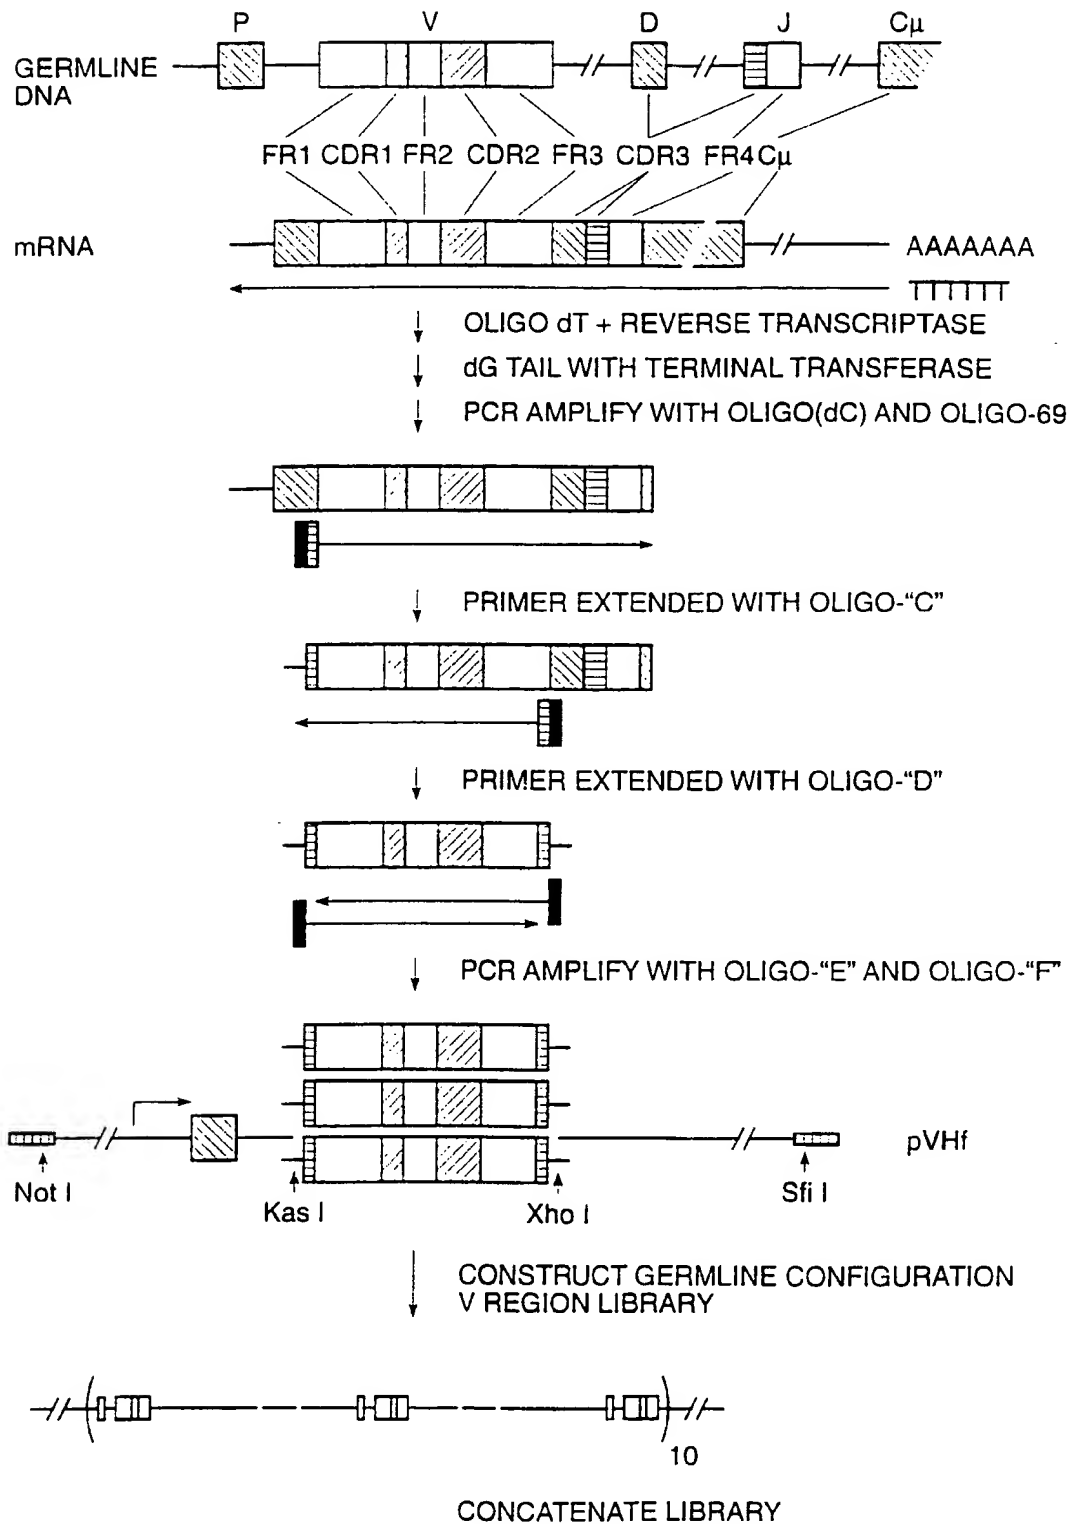 P V D J Cμ
GERMLINE
DNA
FR1 CDR1 FR2 CDR2 FR3 CDR3 FR4 Cμ
mRNA
AAAAAAA
TTTTTT
OLIGO dT + REVERSE TRANSCRIPTASE
dG TAIL WITH TERMINAL TRANSFERASE
PCR AMPLIFY WITH OLIGO(dC) AND OLIGO-69
PRIMER EXTENDED WITH OLIGO-“C”
PRIMER EXTENDED WITH OLIGO-“D”
PCR AMPLIFY WITH OLIGO-“E” AND OLIGO-“F”
pVHf
Not I
Sfi I
Kas I
Xho I
CONSTRUCT GERMLINE CONFIGURATION
V REGION LIBRARY
10
CONCATENATE LIBRARY